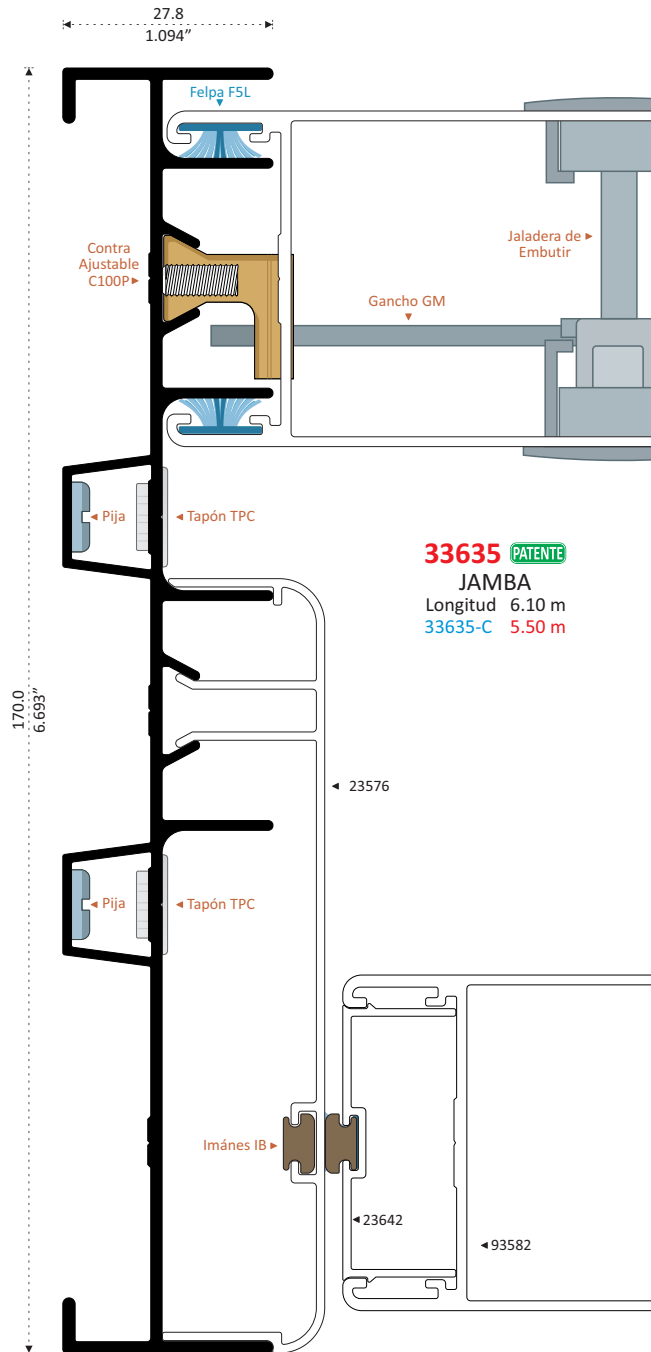 27.8
1.094”
Felpa F5L
Contra
Ajustable
C100P
Jaladera de
Embutir
Gancho GM
Pija
Tapón TPC
33635 PATENTE
JAMBA
Longitud 6.10 m
33635-C 5.50 m
170.0
6.693”
23576
Pija
Tapón TPC
Imánes IB
23642
93582